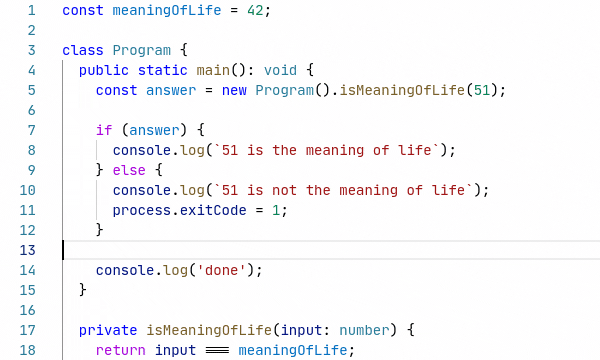 1 const meaningOfLife = 42;
2
3 class Program {
4 public static main(): void {
5 const answer = new Program().isMeaningOfLife(51);
6
7 if (answer) {
8 console.log(`51 is the meaning of life`);
9 } else {
10 console.log(`51 is not the meaning of life`);
11 process.exitCode = 1;
12 }
13
14 console.log('done');
15 }
16
17 private isMeaningOfLife(input: number) {
18 return input === meaningOfLife;